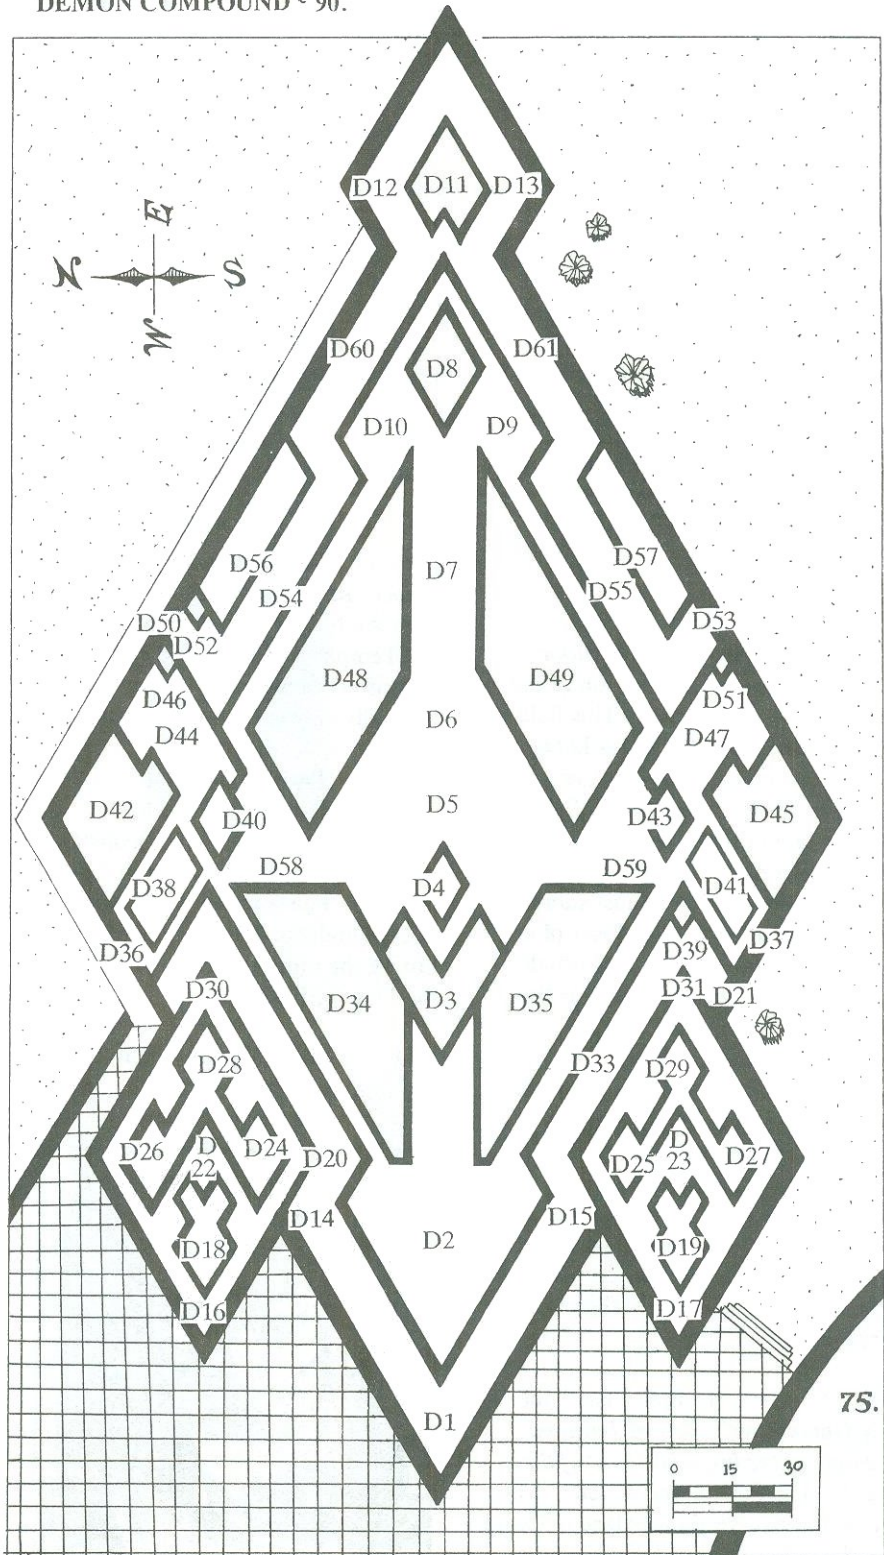 DEMON COMPOUND ~ 90.
D12 D11 D13
E
N S
W
D60 D61
D8
D10 D9
D7
D56 D57
D54 D55
D50 D53
D52
D48 D49
D46 D51
D6
D44 D47
D42 D5 D45
D40 D43
D58 D59
D38 D4 D41
D36 D39 D37
D30 D34 D3 D35 D31 D21
D28 D33 D29
D26 D24 D25 D27
D
22
D
23
D20
D14 D15
D2
D18 D19
D16 D17
75.
D1
0 15 30